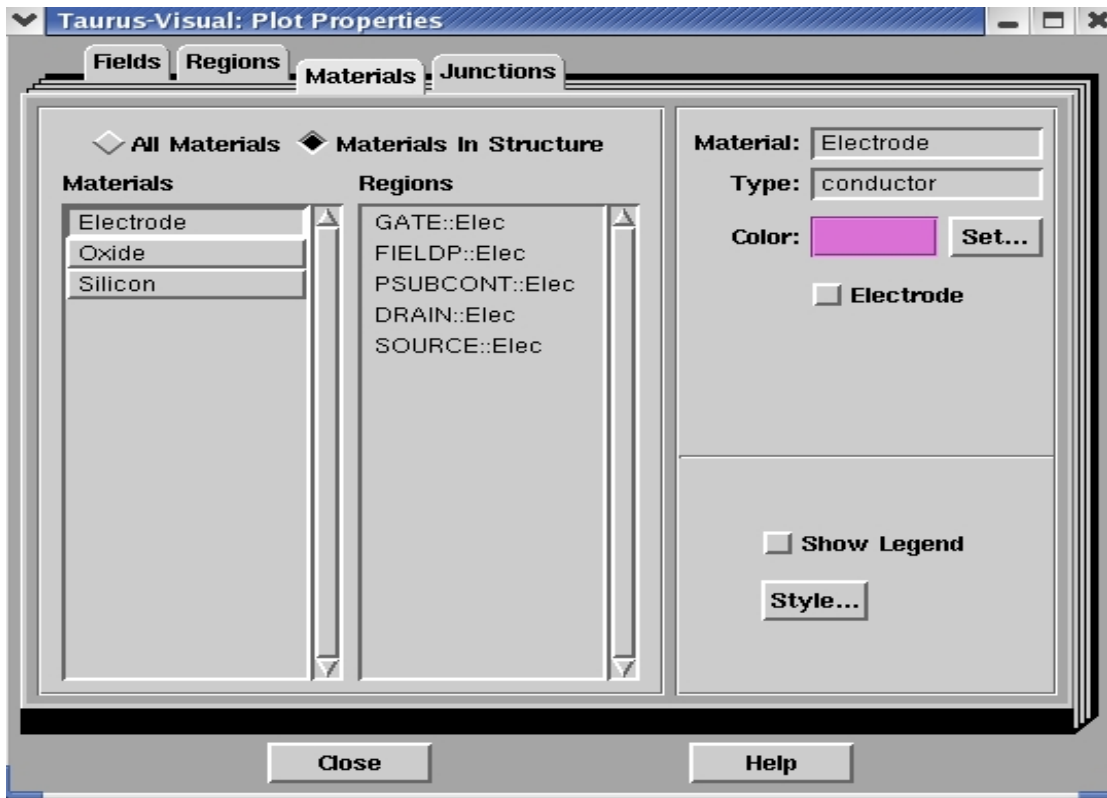 Taurus-Visual: Plot Properties
Fields Regions Materials Junctions
All Materials Materials In Structure
Materials
Electrode
Oxide
Silicon
Regions
GATE::Elec
FIELDP::Elec
PSUBCONT::Elec
DRAIN::Elec
SOURCE::Elec
Material: Electrode
Type: conductor
Color: Set...
Electrode
Show Legend
Style...
Close Help